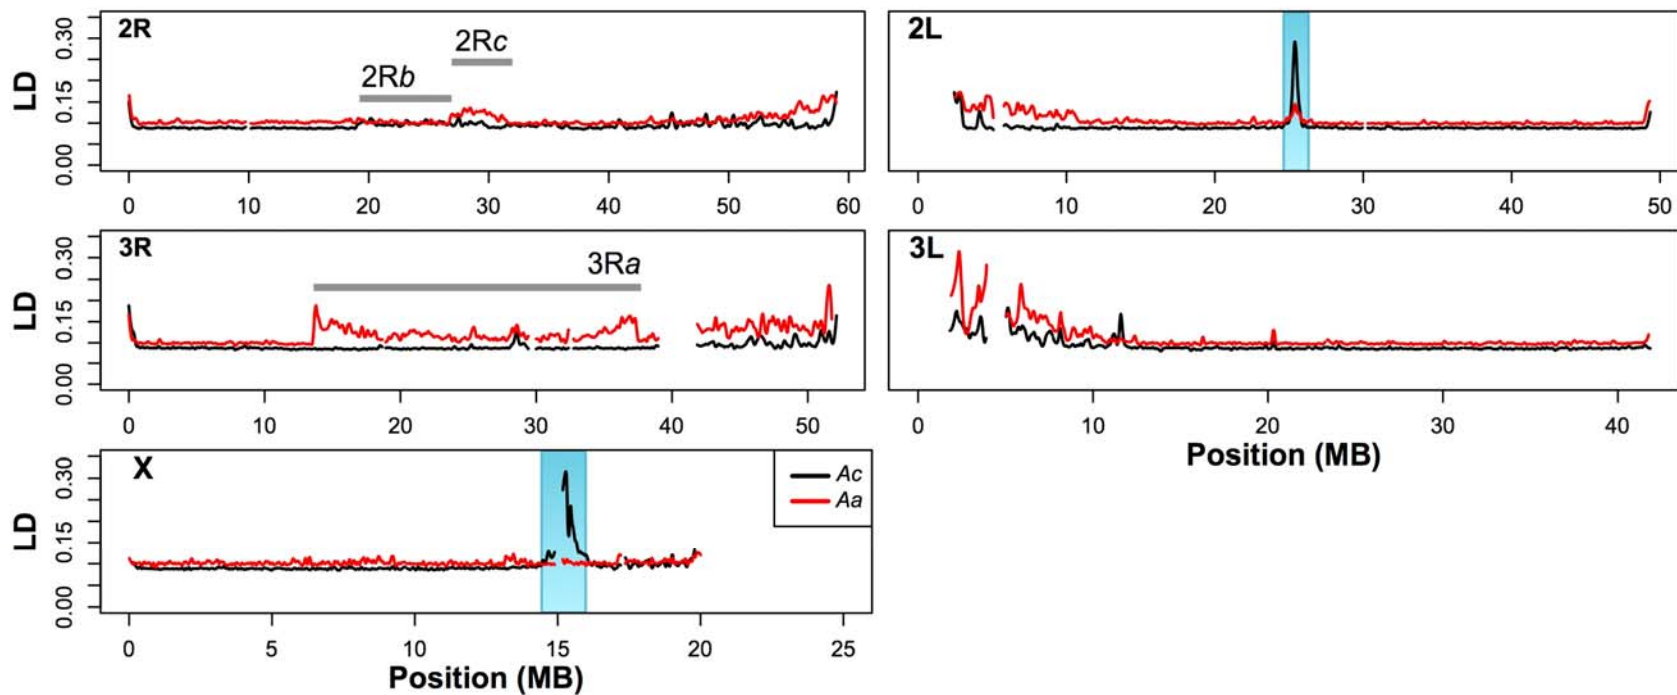 2R
2Rb
2Rc
LD
0.00 0.15 0.30
0 10 20 30 40 50 60
2L
0 10 20 30 40 50
3R
3Ra
LD
0.00 0.15 0.30
0 10 20 30 40 50
3L
0 10 20 30 40
Position (MB)
X
Ac
Aa
LD
0.00 0.15 0.30
0 5 10 15 20 25
Position (MB)